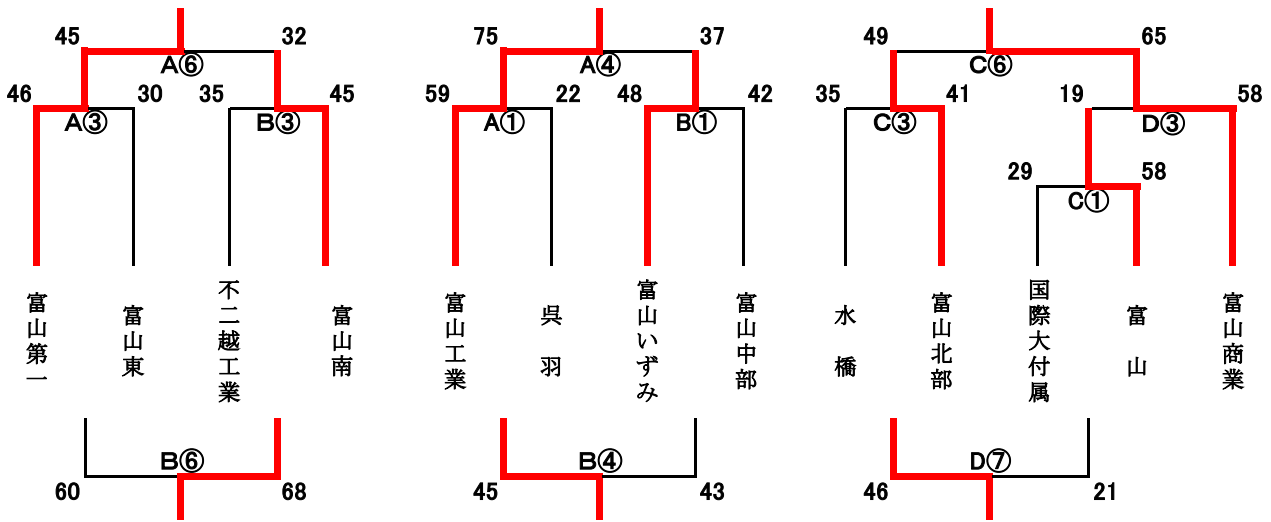 45 32 75 37 49 65
A⑥ A④ C⑥
46 30 35 45 59 22 48 42 35 41 19 58
A③ B③ A① B① C③ D③
29 58
C①
富山第一
富山東
不二越工業
富山南
富山工業
呉羽
富山いずみ
富山中部
水橋
富山北部
国際大付属
富山
富山商業
B⑥ B④ D⑦
60 68 45 43 46 21